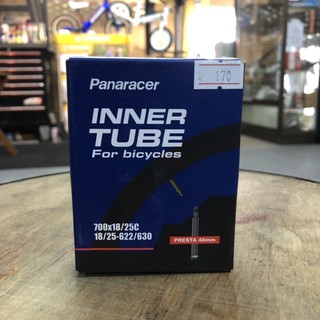 Panaracer
170
INNER
TUBE
For bicycles
700x18/25C
18/25-622/630
PRESTA 48mm